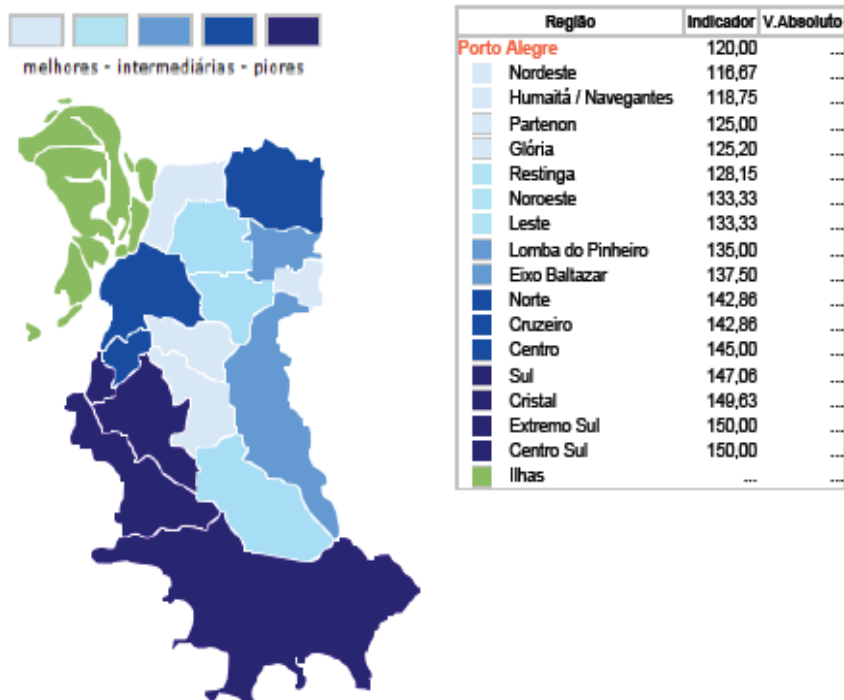 melhores - intermediárias - piores
Região Indicador V.Absoluto
Porto Alegre 120,00 ...
Nordeste 116,67 ...
Humaitá / Navegantes 118,75 ...
Partenon 125,00 ...
Glória 125,20 ...
Restinga 128,15 ...
Noroeste 133,33 ...
Leste 133,33 ...
Lomba do Pinheiro 135,00 ...
Eixo Baltazar 137,50 ...
Norte 142,86 ...
Cruzeiro 142,86 ...
Centro 145,00 ...
Sul 147,06 ...
Cristal 149,63 ...
Extremo Sul 150,00 ...
Centro Sul 150,00 ...
Ilhas ... ...